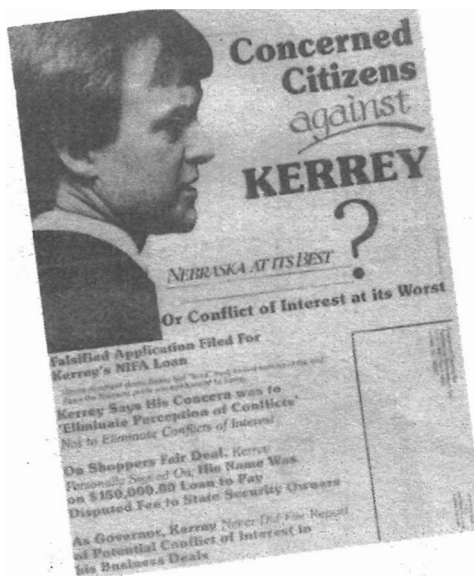 Concerned
Citizens
against
KERREY
?
NEBRASKA AT ITS BEST
Or Conflict of Interest at its Worst
Falsified Application Filed For
Kerrey's NIFA Loan
Kerrey Says His Concern was to
'Eliminate Perception of Conflicts'
Not to Eliminate Conflicts of Interest
On Shoppers Fair Deal, Kerrey
Personally Signed On; His Name Was
on $150,000.00 Loan to Pay
Disputed Fee to State Security Owners
As Governor, Kerrey Never Did File Report
of Potential Conflict of Interest in
his Business Deals